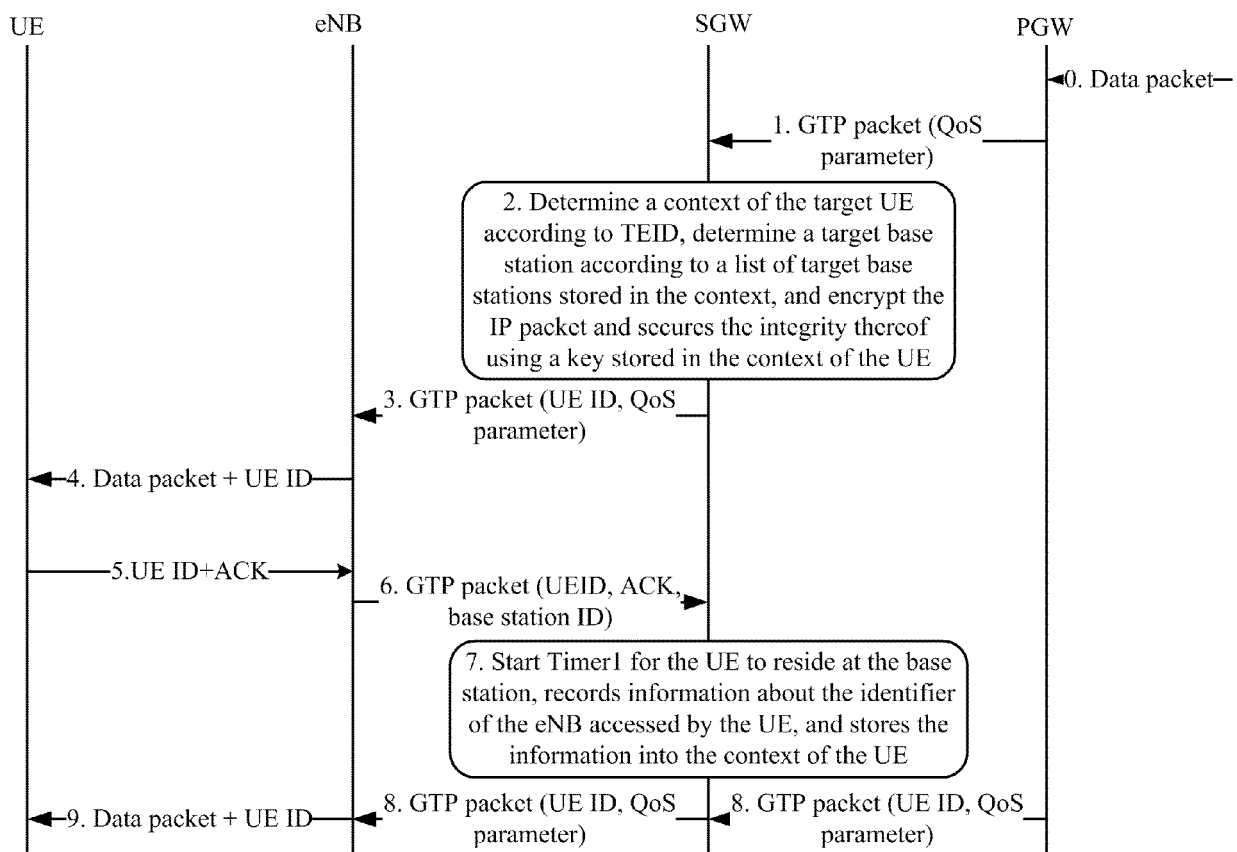 UE
eNB
SGW
PGW
0. Data packet
1. GTP packet (QoS
parameter)
2. Determine a context of the target UE
according to TEID, determine a target base
station according to a list of target base
stations stored in the context, and encrypt the
IP packet and secures the integrity thereof
using a key stored in the context of the UE
3. GTP packet (UE ID, QoS
parameter)
4. Data packet + UE ID
5.UE ID+ACK
6. GTP packet (UEID, ACK,
base station ID)
7. Start Timer1 for the UE to reside at the base
station, records information about the identifier
of the eNB accessed by the UE, and stores the
information into the context of the UE
8. GTP packet (UE ID, QoS
parameter)
8. GTP packet (UE ID, QoS
parameter)
9. Data packet + UE ID